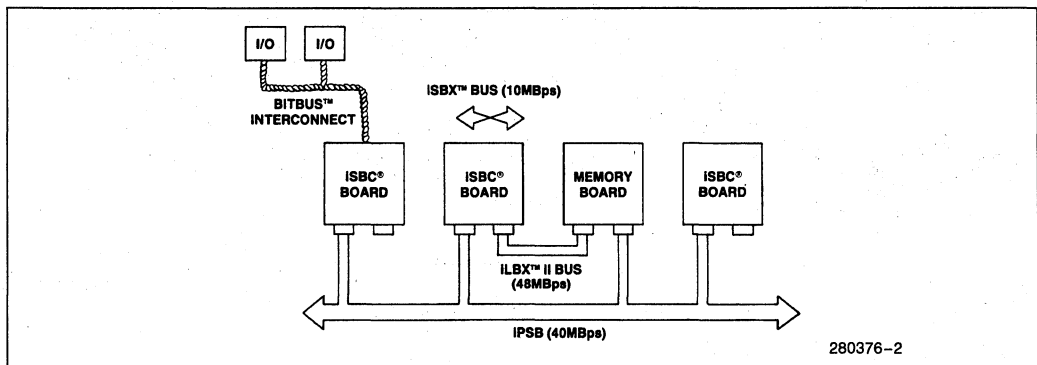 I/O
I/O
BITBUS™
INTERCONNECT
iSBX™ BUS (10MBps)
iSBC®
BOARD
iSBC®
BOARD
MEMORY
BOARD
iSBC®
BOARD
iLBX™ II BUS
(48MBps)
iPSB (40MBps)
280376-2